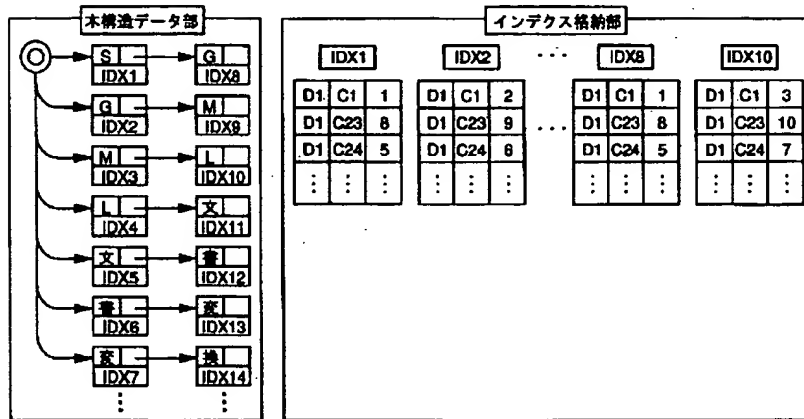 木構造データ部
S G
IDX1 IDX8
G M
IDX2 IDX9
M L
IDX3 IDX10
L 文
IDX4 IDX11
文 書
IDX5 IDX12
書 変
IDX6 IDX13
変 換
IDX7 IDX14
⋮ ⋮
インデクス格納部
IDX1 IDX2 ・・・ IDX8 IDX10
D1 C1 1 D1 C1 2 D1 C1 1 D1 C1 3
D1 C23 8 D1 C23 9 ・・・ D1 C23 8 D1 C23 10
D1 C24 5 D1 C24 6 D1 C24 5 D1 C24 7
⋮ ⋮ ⋮ ⋮ ⋮ ⋮ ⋮ ⋮ ⋮ ⋮ ⋮ ⋮